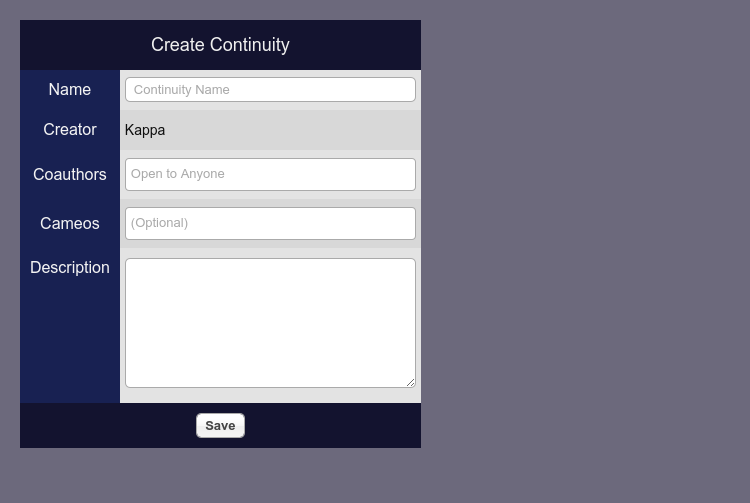 Create Continuity
Name
Continuity Name
Creator
Kappa
Coauthors
Open to Anyone
Cameos
(Optional)
Description
Save